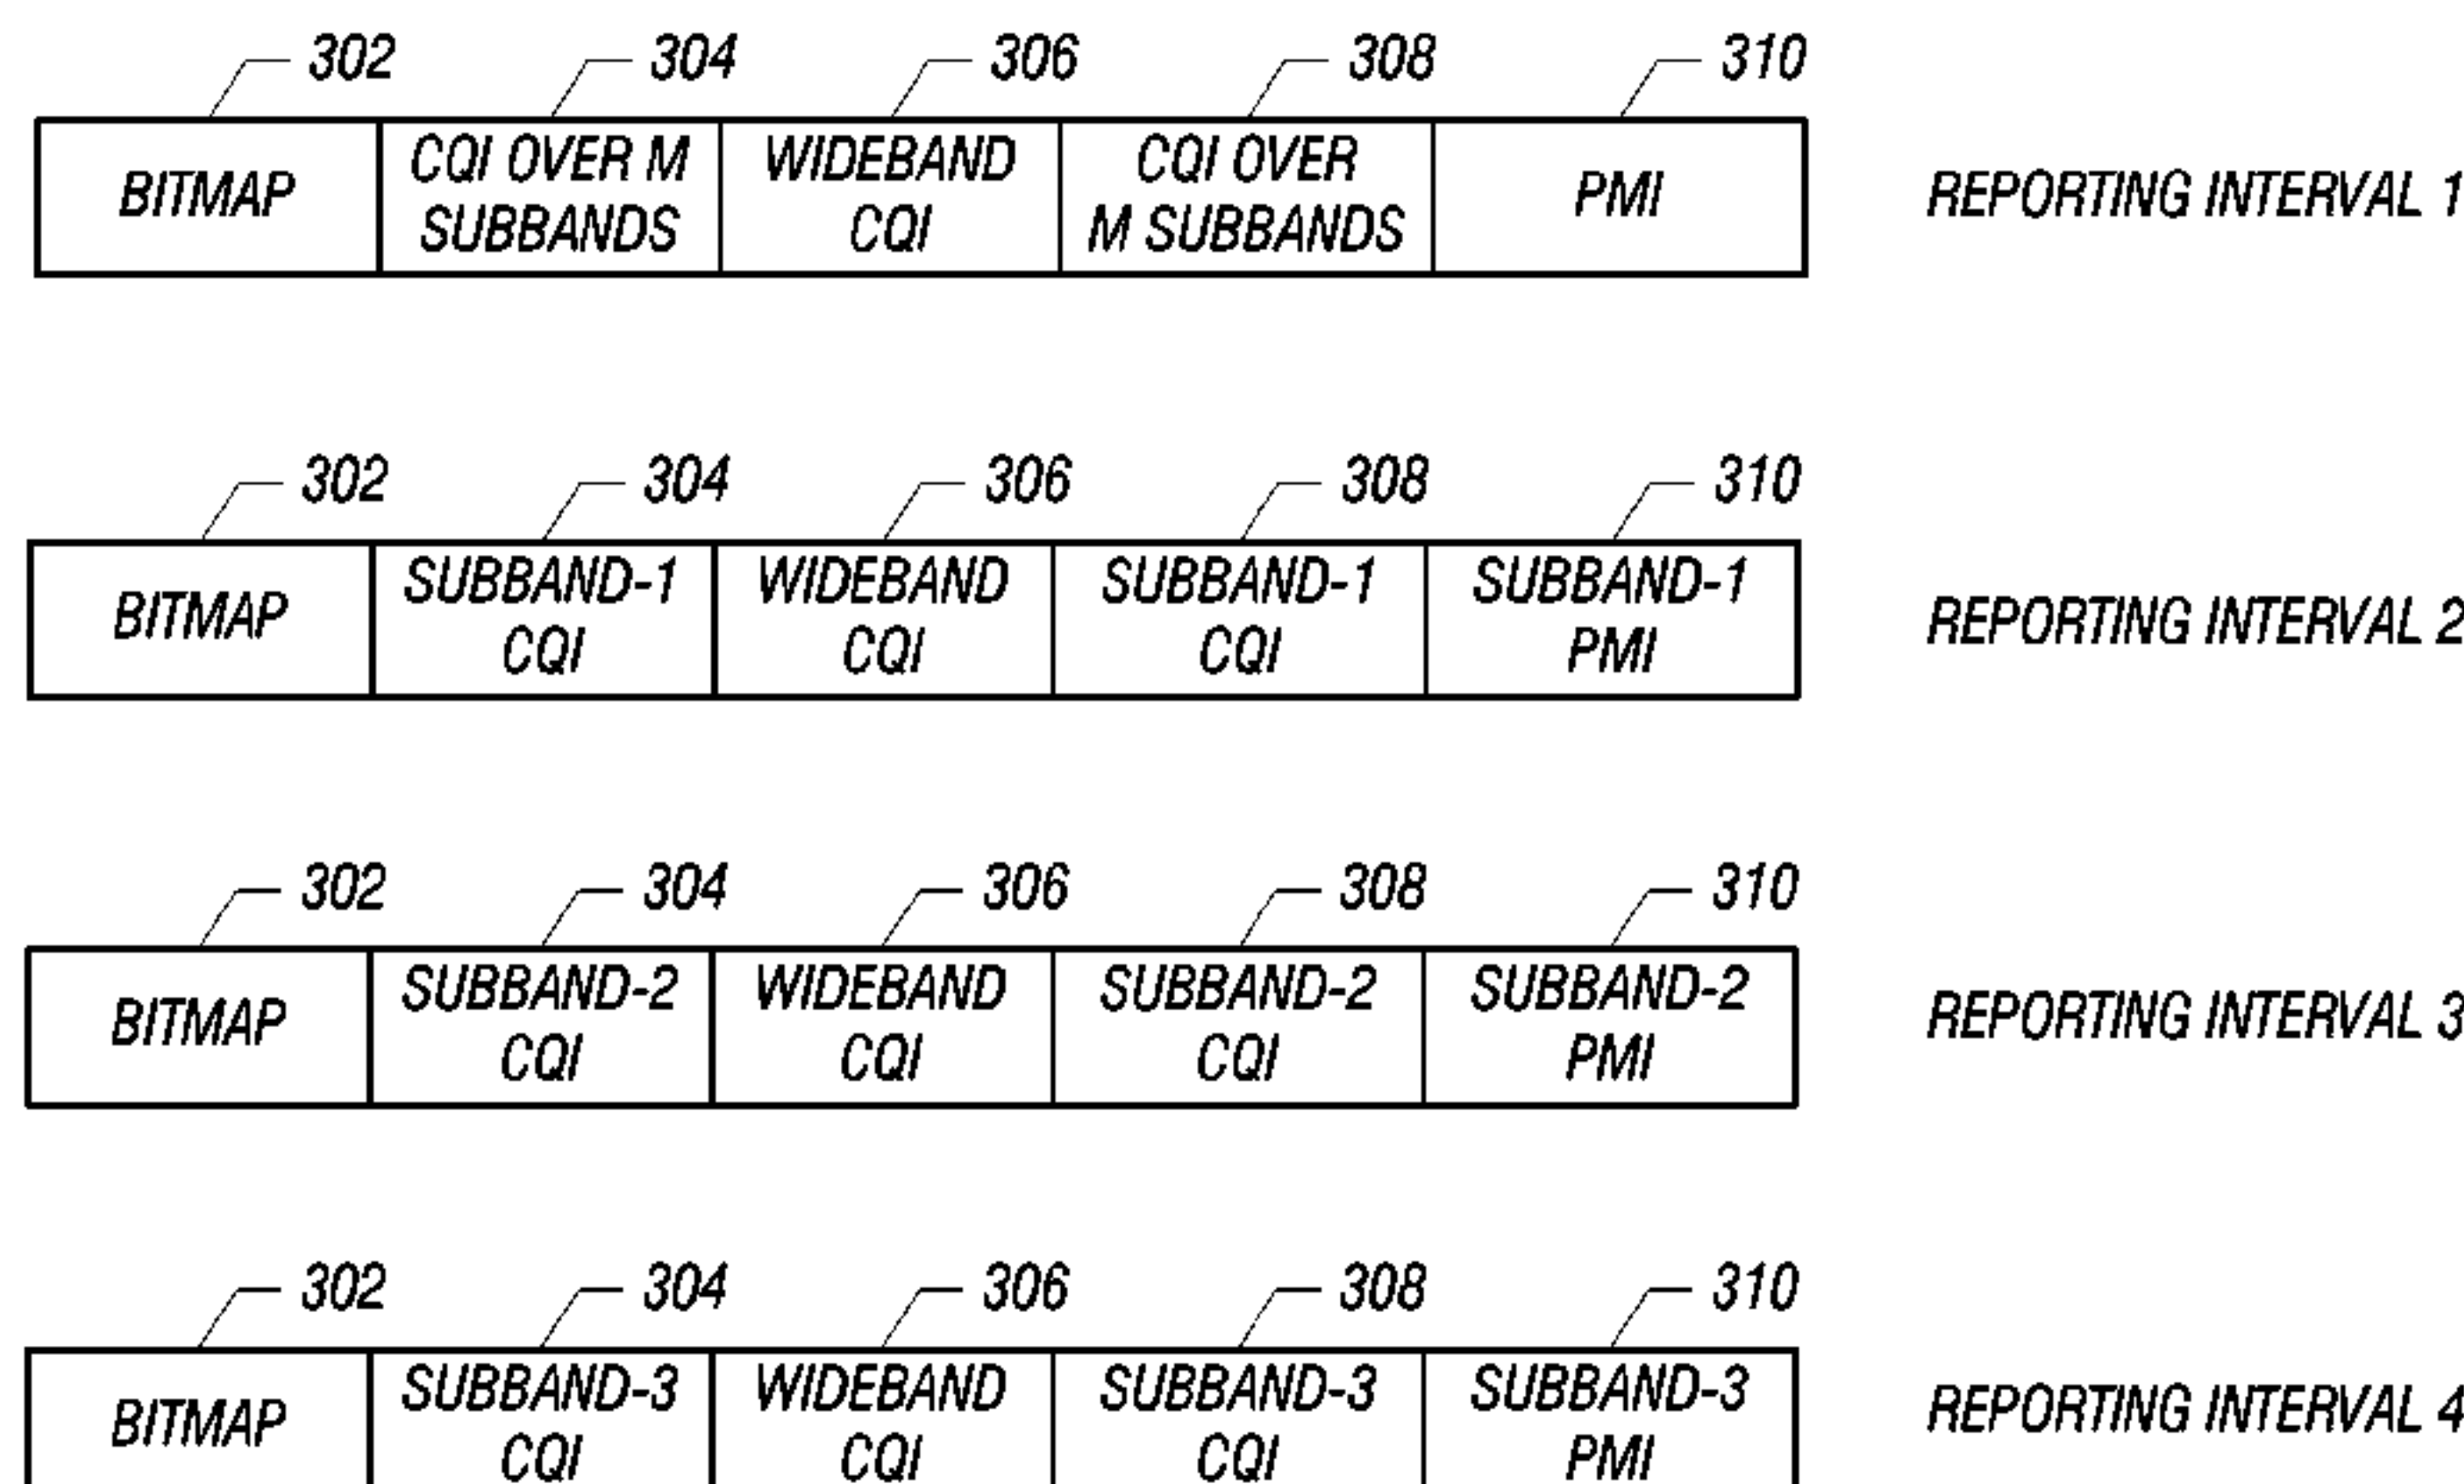 302 304 306 308 310
BITMAP CQI OVER M SUBBANDS WIDEBAND CQI CQI OVER M SUBBANDS PMI REPORTING INTERVAL 1
302 304 306 308 310
BITMAP SUBBAND-1 CQI WIDEBAND CQI SUBBAND-1 CQI SUBBAND-1 PMI REPORTING INTERVAL 2
302 304 306 308 310
BITMAP SUBBAND-2 CQI WIDEBAND CQI SUBBAND-2 CQI SUBBAND-2 PMI REPORTING INTERVAL 3
302 304 306 308 310
BITMAP SUBBAND-3 CQI WIDEBAND CQI SUBBAND-3 CQI SUBBAND-3 PMI REPORTING INTERVAL 4